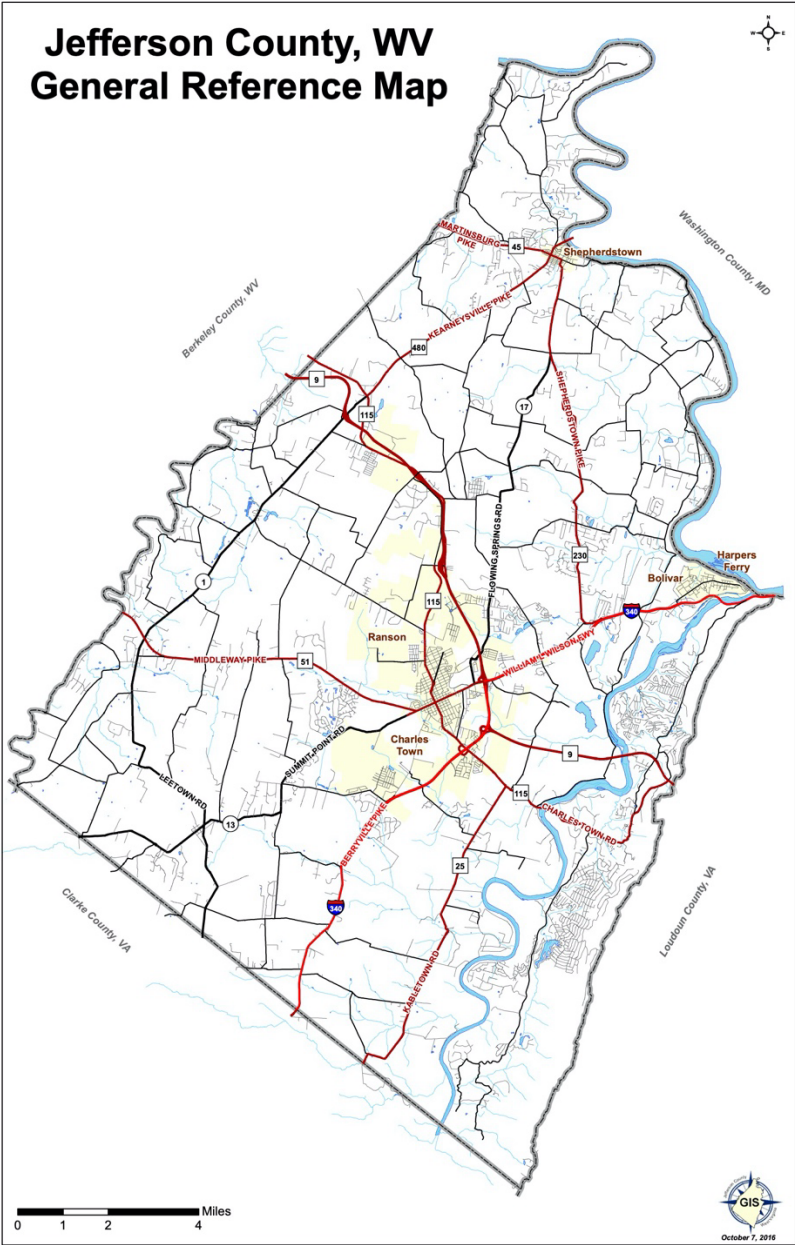 Jefferson County, WV
General Reference Map
N
W
E
S
Washington County, MD
Berkeley County, WV
MARTINSBURG
PIKE
45
Shepherdstown
KEARNEYSVILLE PIKE
480
9
115
17
SHEPHERDSTOWN PIKE
FLOWING SPRINGS RD
230
1
Harpers
Ferry
Bolivar
340
115
Ranson
WILLIAM L WILSON FWY
MIDDLEWAY PIKE
51
SUMMIT POINT RD
Charles
Town
9
LEETOWN RD
115
CHARLES TOWN RD
13
BERRYVILLE PIKE
25
340
Clarke County, VA
Loudoun County, VA
KABLETOWN RD
Miles
0 1 2 4
GIS
October 7, 2016